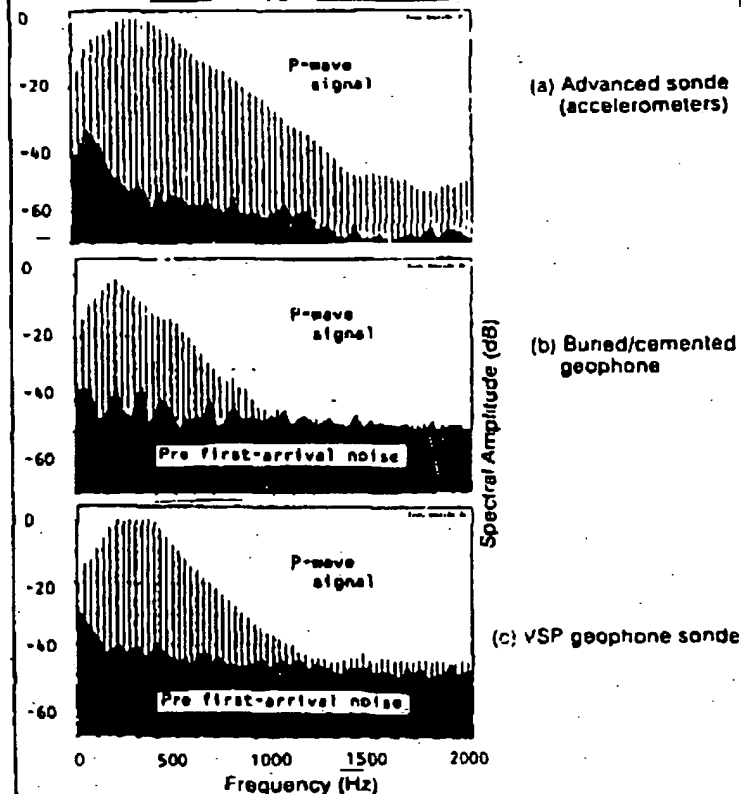 0
-20
-40
-60
P-wave
signal
(a) Advanced sonde
(accelerometers)
0
-20
-40
-60
P-wave
signal
Pre first-arrival noise
Spectral Amplitude (dB)
(b) Buried/cemented
geophone
0
-20
-40
-60
P-wave
signal
Pre first-arrival noise
(c) VSP geophone sonde
0 500 1000 1500 2000
Frequency (Hz)